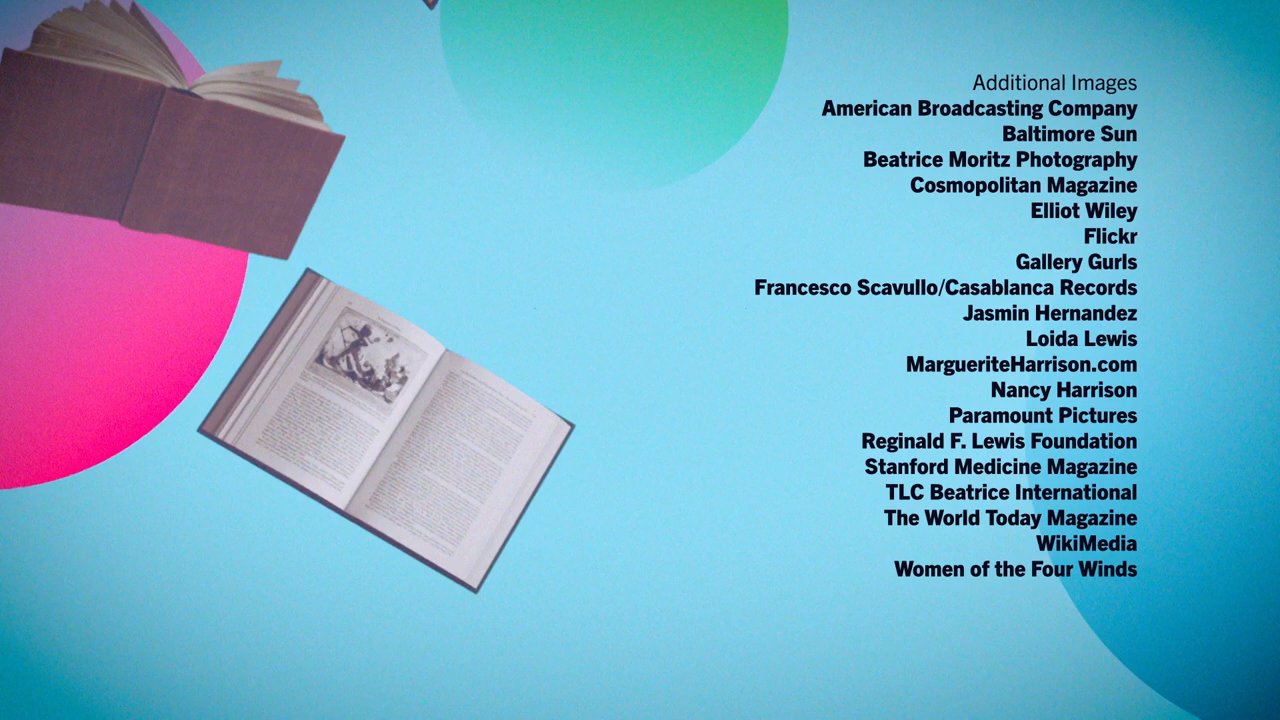 Additional Images
American Broadcasting Company
Baltimore Sun
Beatrice Moritz Photography
Cosmopolitan Magazine
Elliot Wiley
Flickr
Gallery Gurls
Francesco Scavullo/Casablanca Records
Jasmin Hernandez
Loida Lewis
MargueriteHarrison.com
Nancy Harrison
Paramount Pictures
Reginald F. Lewis Foundation
Stanford Medicine Magazine
TLC Beatrice International
The World Today Magazine
WikiMedia
Women of the Four Winds